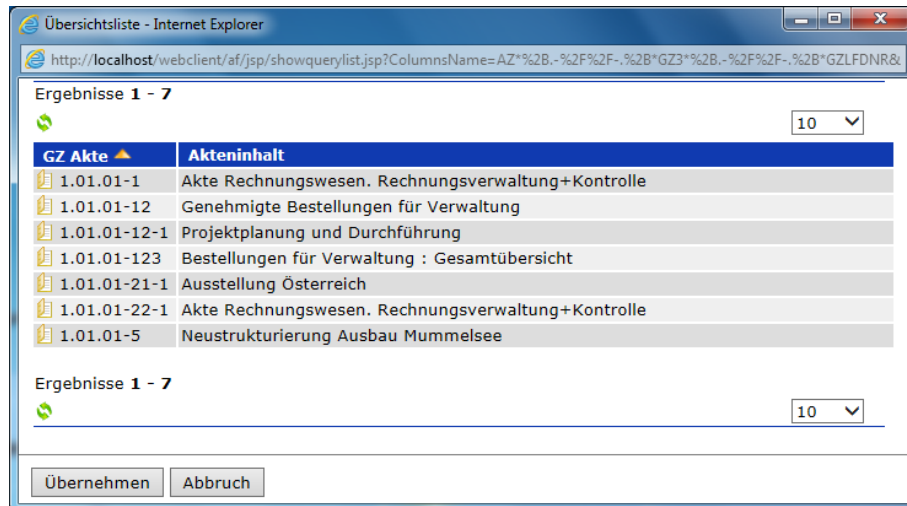 Übersichtsliste - Internet Explorer
http://localhost/webclient/af/jsp/showquerylist.jsp?ColumnsName=AZ*%2B.-%2F%2F-.%2B*GZ3*%2B.-%2F%2F-.%2B*GZLFDNR&
Ergebnisse 1 - 7
10
GZ Akte Akteninhalt
1.01.01-1 Akte Rechnungswesen. Rechnungsverwaltung+Kontrolle
1.01.01-12 Genehmigte Bestellungen für Verwaltung
1.01.01-12-1 Projektplanung und Durchführung
1.01.01-123 Bestellungen für Verwaltung : Gesamtübersicht
1.01.01-21-1 Ausstellung Österreich
1.01.01-22-1 Akte Rechnungswesen. Rechnungsverwaltung+Kontrolle
1.01.01-5 Neustrukturierung Ausbau Mummelsee
Ergebnisse 1 - 7
10
Übernehmen Abbruch